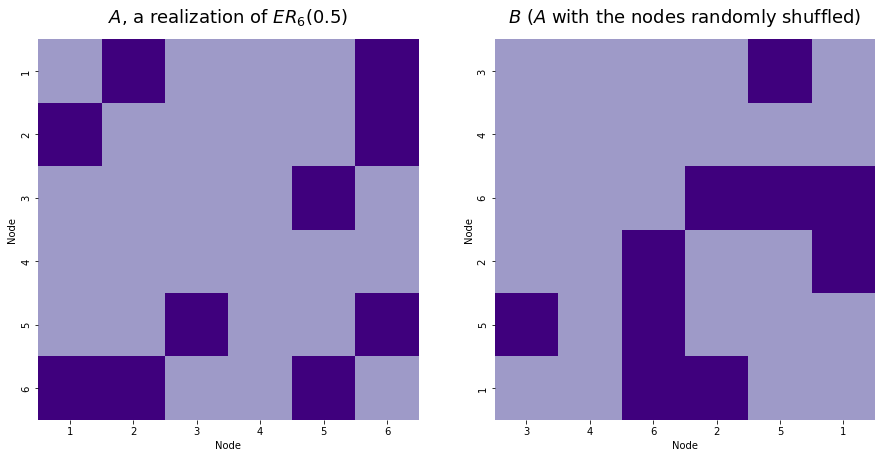 A, a realization of ER₆(0.5)
Node
1
2
3
4
5
6
1 2 3 4 5 6
Node
B (A with the nodes randomly shuffled)
Node
3
4
6
2
5
1
3 4 6 2 5 1
Node